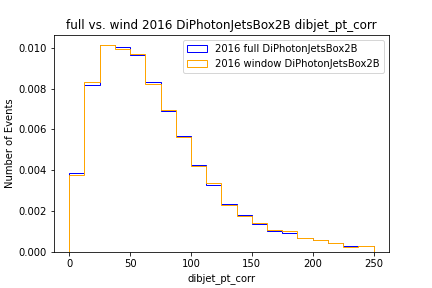 full vs. wind 2016 DiPhotonJetsBox2B dibjet_pt_corr
2016 full DiPhotonJetsBox2B
2016 window DiPhotonJetsBox2B
Number of Events
0.010
0.008
0.006
0.004
0.002
0.000
0 50 100 150 200 250
dibjet_pt_corr